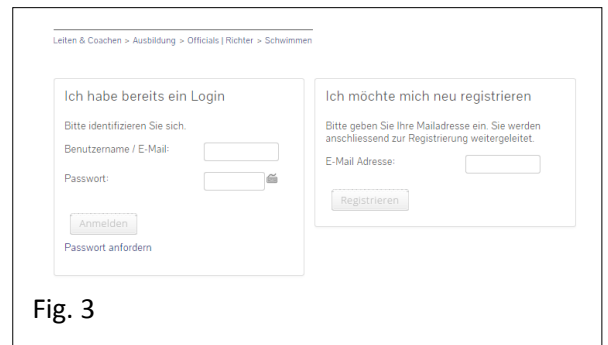 Leiten & Coachen > Ausbildung > Officials | Richter > Schwimmen
Ich habe bereits ein Login
Bitte identifizieren Sie sich.
Benutzername / E-Mail:
Passwort:
Anmelden
Passwort anfordern
Ich möchte mich neu registrieren
Bitte geben Sie Ihre Mailadresse ein. Sie werden
anschliessend zur Registrierung weitergeleitet.
E-Mail Adresse:
Registrieren
Fig. 3